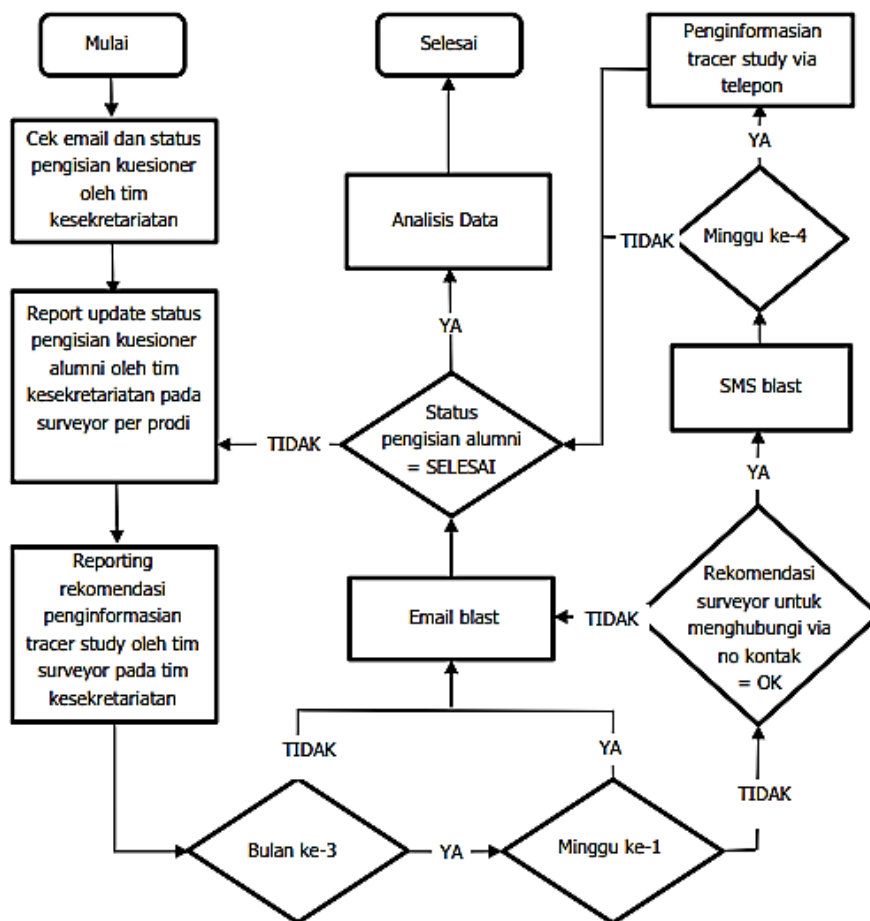 Mulai
Cek email dan status
pengisian kuesioner
oleh tim
kesekretariatan
Report update status
pengisian kuesioner
alumni oleh tim
kesekretariatan pada
surveyor per prodi
Reporting
rekomendasi
penginformasian
tracer study oleh tim
surveyor pada tim
kesekretariatan
Selesai
Analisis Data
YA
Status
pengisian alumni
= SELESAI
TIDAK
Email blast
TIDAK
YA
Bulan ke-3
YA
Minggu ke-1
TIDAK
Penginformasian
tracer study via
telepon
YA
TIDAK
Minggu ke-4
SMS blast
YA
Rekomendasi
surveyor untuk
menghubungi via
no kontak
= OK
TIDAK